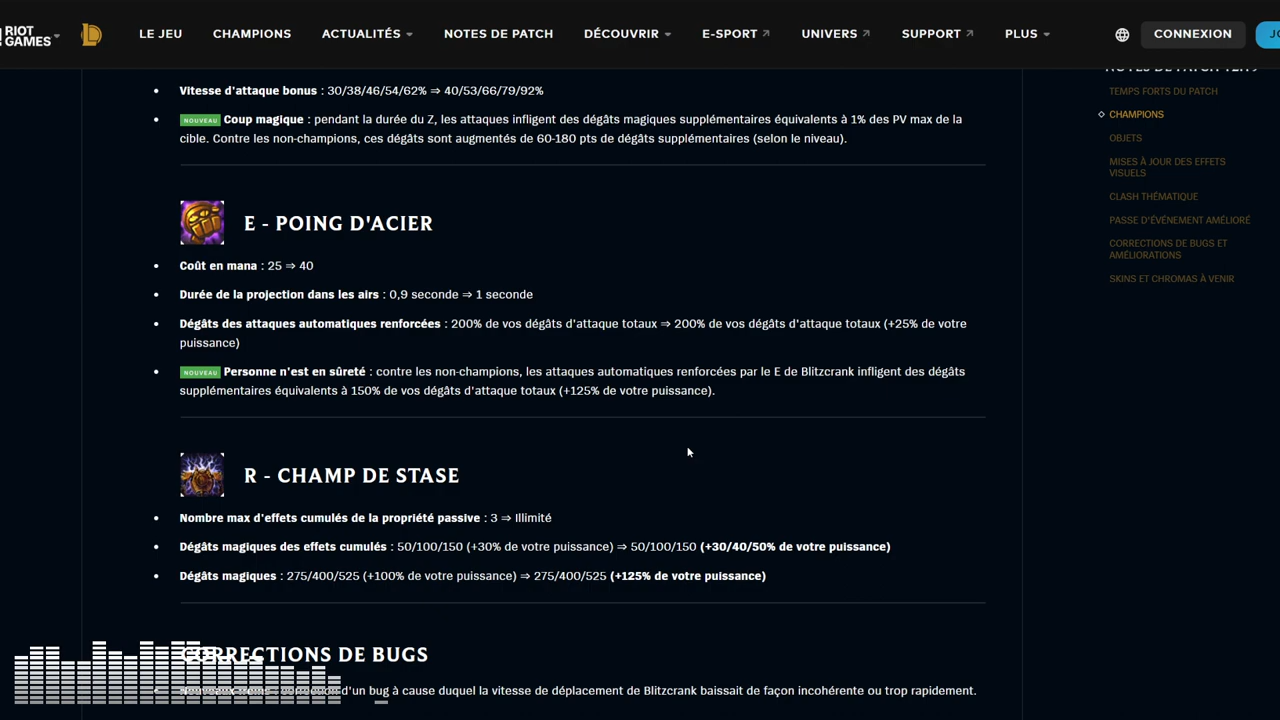 RIOT GAMES
LE JEU CHAMPIONS ACTUALITÉS NOTES DE PATCH DÉCOUVRIR E-SPORT UNIVERS SUPPORT PLUS CONNEXION
Vitesse d'attaque bonus : 30/38/46/54/62% ⇒ 40/53/66/79/92%
NOUVEAU Coup magique : pendant la durée du Z, les attaques infligent des dégâts magiques supplémentaires équivalents à 1% des PV max de la
cible. Contre les non-champions, ces dégâts sont augmentés de 60-180 pts de dégâts supplémentaires (selon le niveau).
E - POING D'ACIER
Coût en mana : 25 ⇒ 40
Durée de la projection dans les airs : 0,9 seconde ⇒ 1 seconde
Dégâts des attaques automatiques renforcées : 200% de vos dégâts d'attaque totaux ⇒ 200% de vos dégâts d'attaque totaux (+25% de votre
puissance)
NOUVEAU Personne n'est en sûreté : contre les non-champions, les attaques automatiques renforcées par le E de Blitzcrank infligent des dégâts
supplémentaires équivalents à 150% de vos dégâts d'attaque totaux (+125% de votre puissance).
R - CHAMP DE STASE
Nombre max d'effets cumulés de la propriété passive : 3 ⇒ Illimité
Dégâts magiques des effets cumulés : 50/100/150 (+30% de votre puissance) ⇒ 50/100/150 (+30/40/50% de votre puissance)
Dégâts magiques : 275/400/525 (+100% de votre puissance) ⇒ 275/400/525 (+125% de votre puissance)
CORRECTIONS DE BUGS
d'un bug à cause duquel la vitesse de déplacement de Blitzcrank baissait de façon incohérente ou trop rapidement.
NOTES DE PATCH
TEMPS FORTS DU PATCH
CHAMPIONS
OBJETS
MISES À JOUR DES EFFETS
VISUELS
CLASH THÉMATIQUE
PASSE D'ÉVÉNEMENT AMÉLIORÉ
CORRECTIONS DE BUGS ET
AMÉLIORATIONS
SKINS ET CHROMAS À VENIR